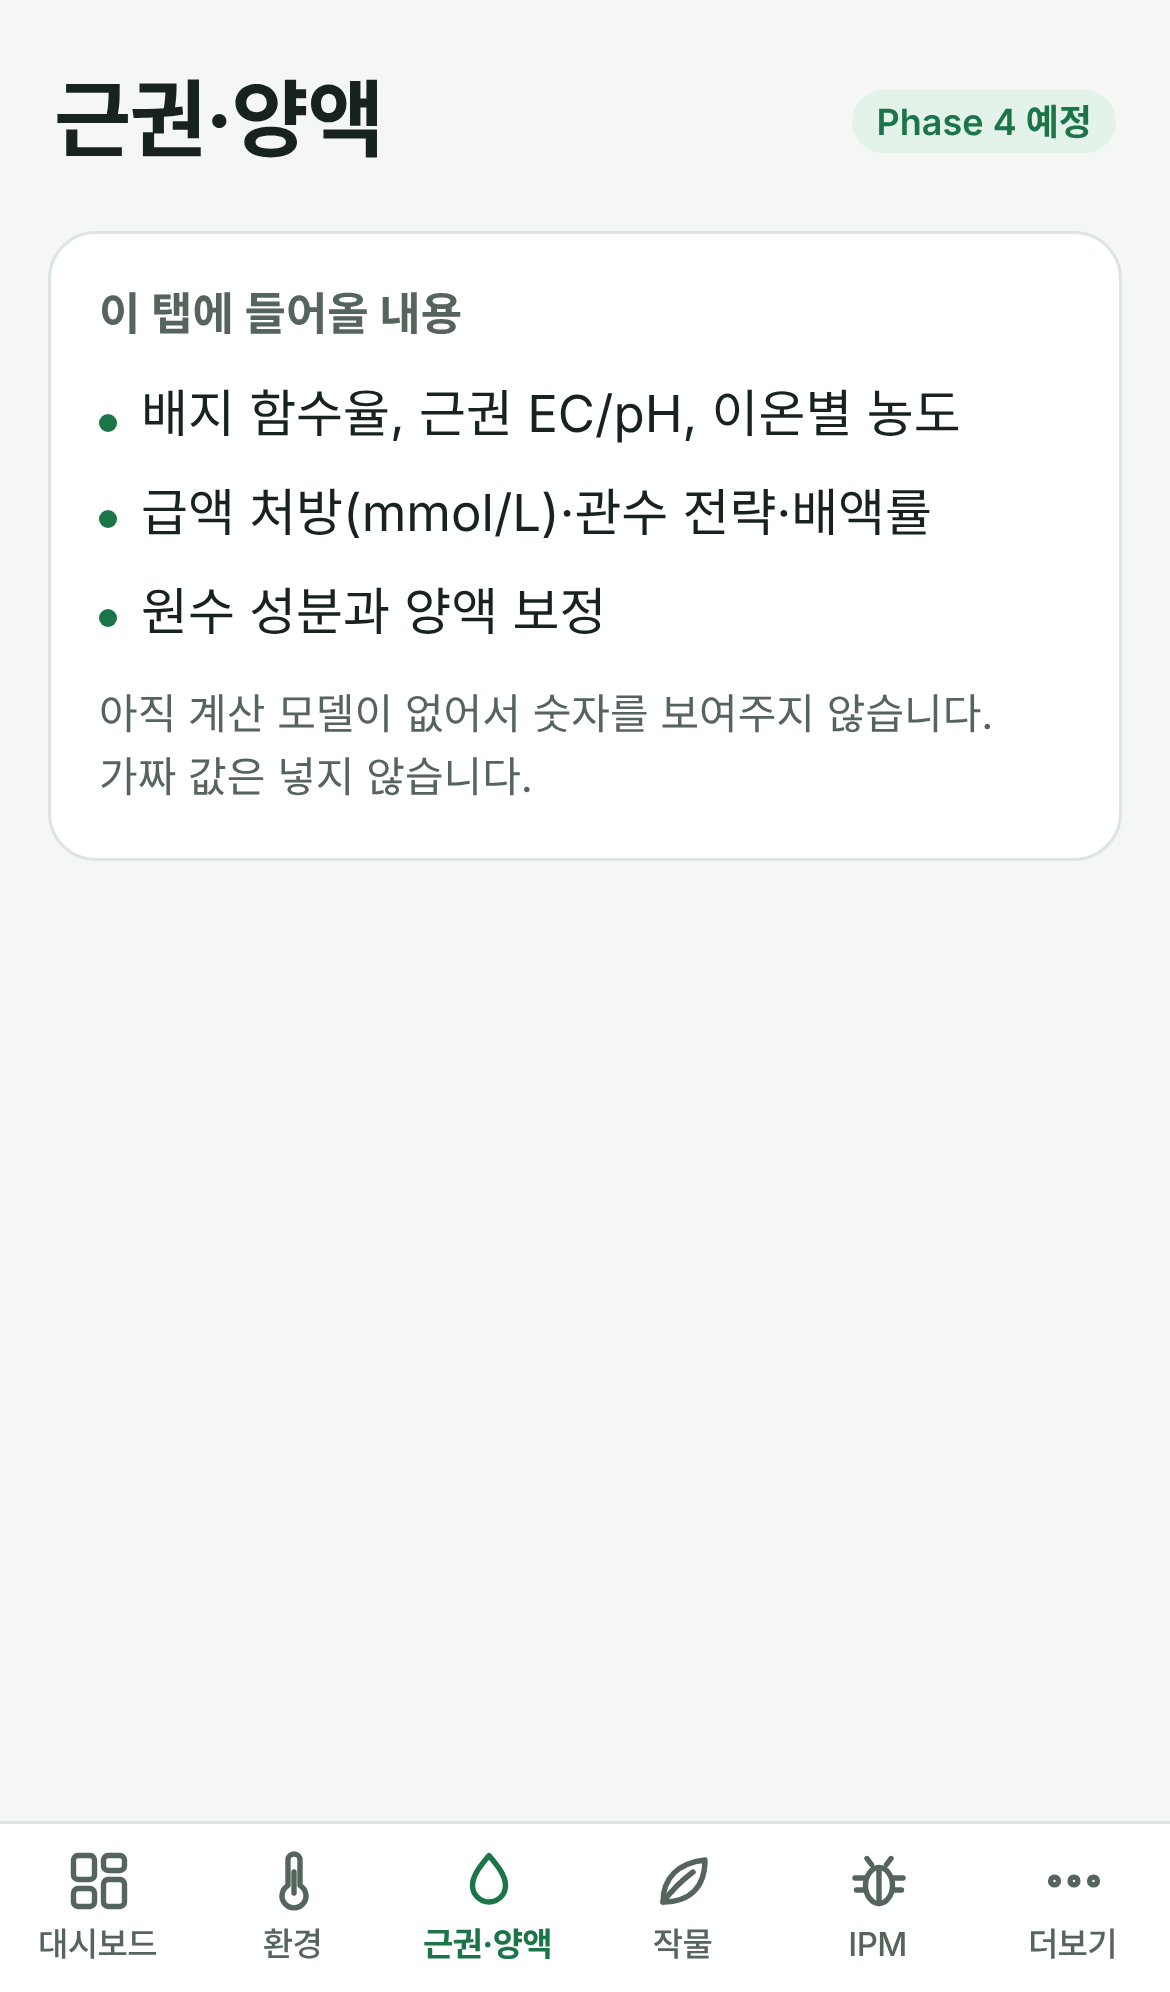 근권·양액
Phase 4 예정
이 탭에 들어올 내용
배지 함수율, 근권 EC/pH, 이온별 농도
급액 처방(mmol/L)·관수 전략·배액률
원수 성분과 양액 보정
아직 계산 모델이 없어서 숫자를 보여주지 않습니다.
가짜 값은 넣지 않습니다.
대시보드
환경
근권·양액
작물
IPM
더보기